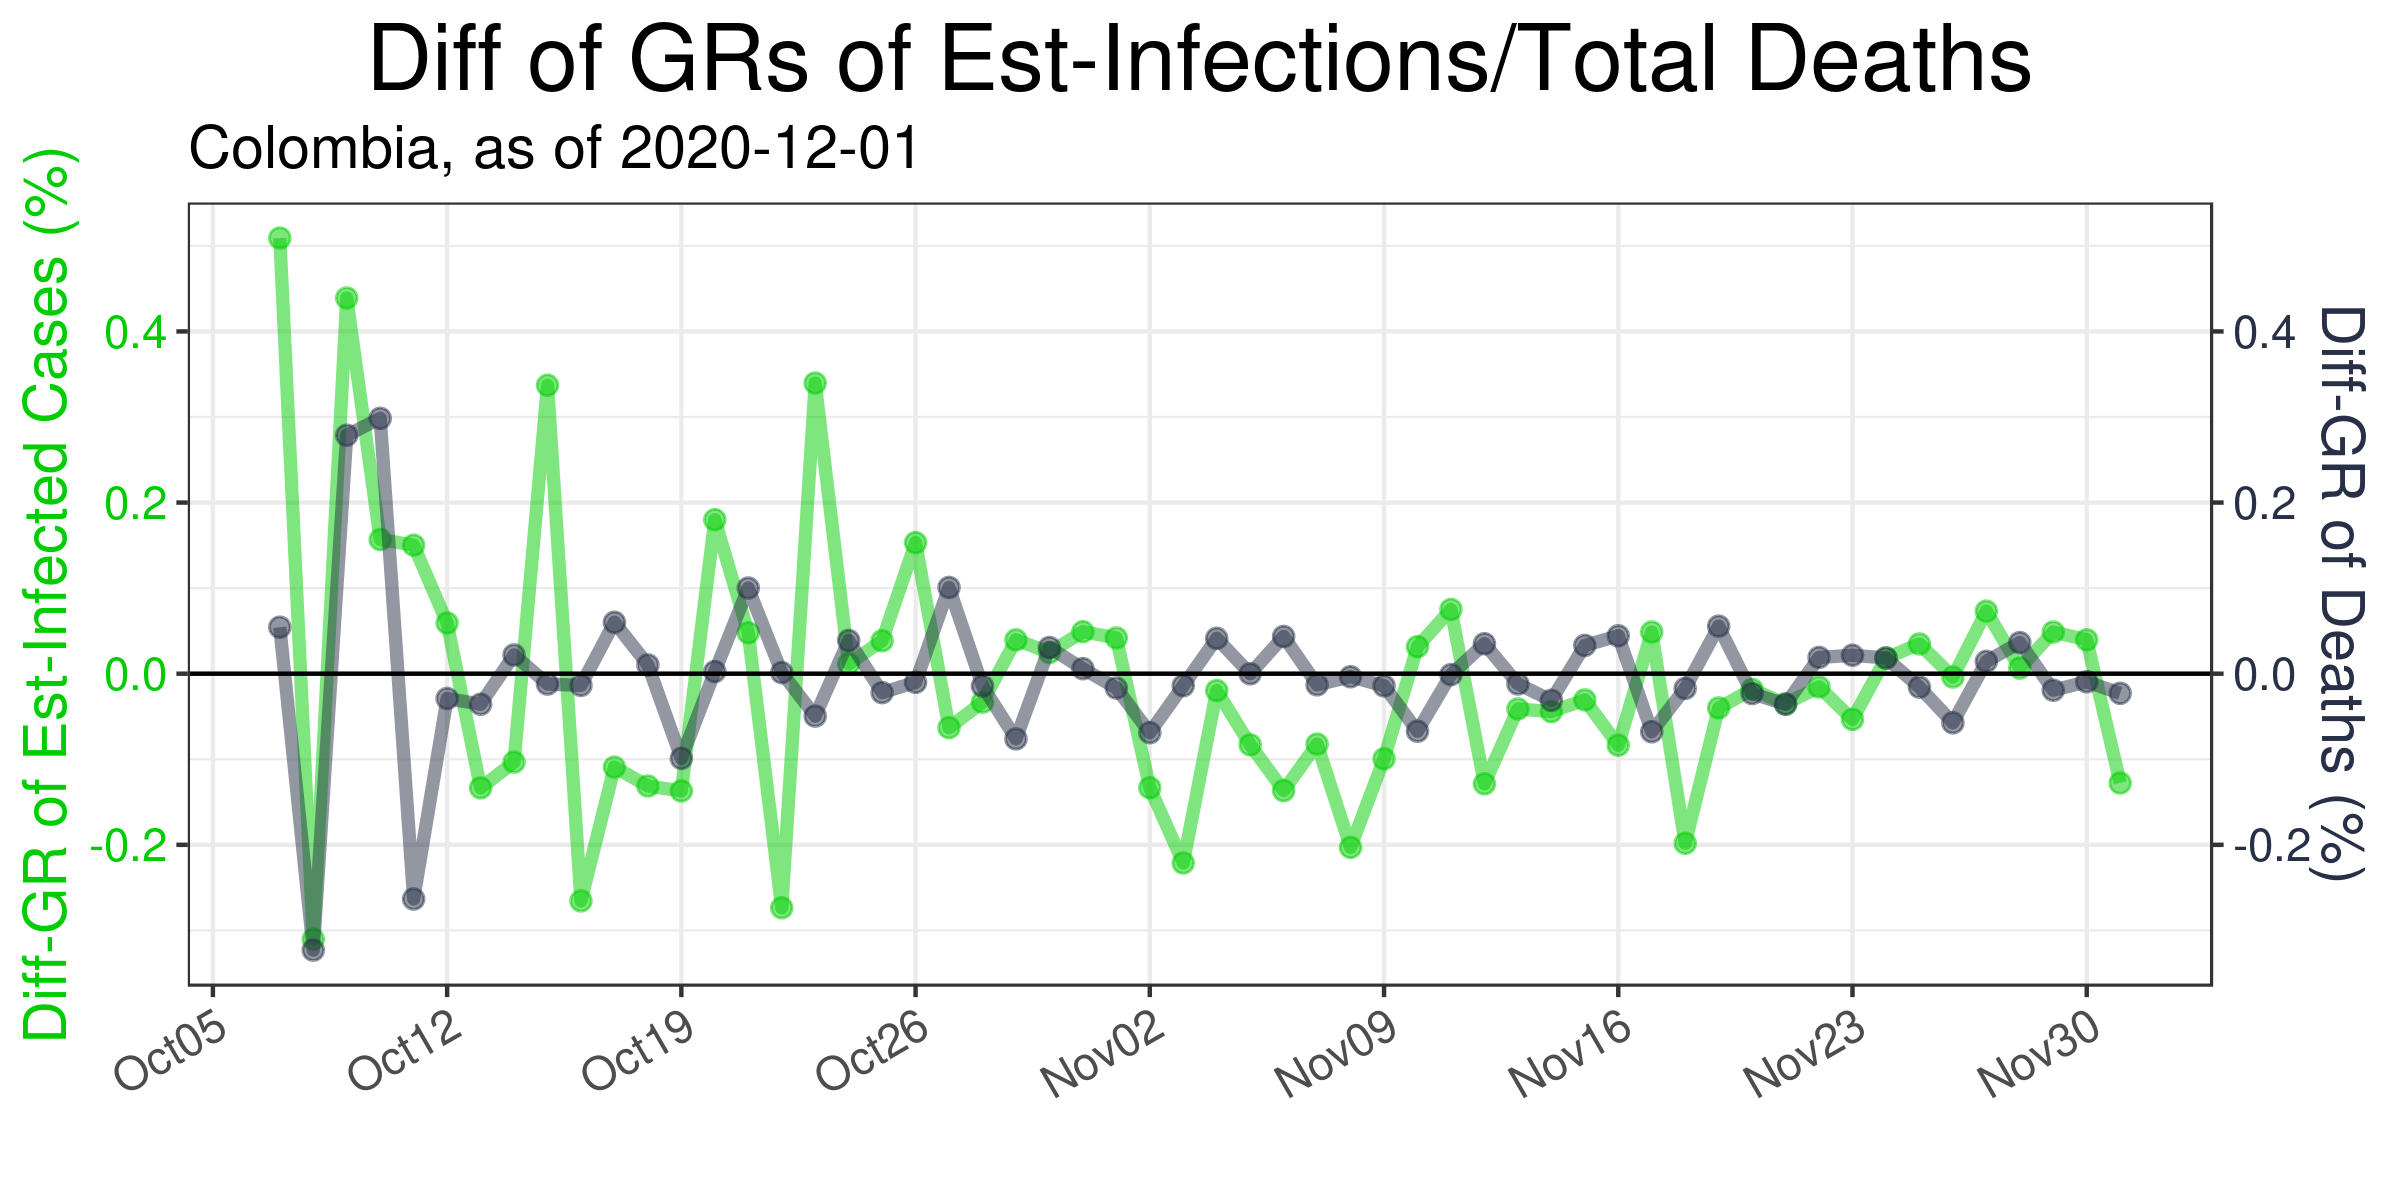 Diff of GRs of Est-Infections/Total Deaths
Colombia, as of 2020-12-01
Diff-GR of Est-Infected Cases (%)
0.4
0.2
0.0
-0.2
0.4
0.2
0.0
-0.2
Diff-GR of Deaths (%)
Oct05
Oct12
Oct19
Oct26
Nov02
Nov09
Nov16
Nov23
Nov30